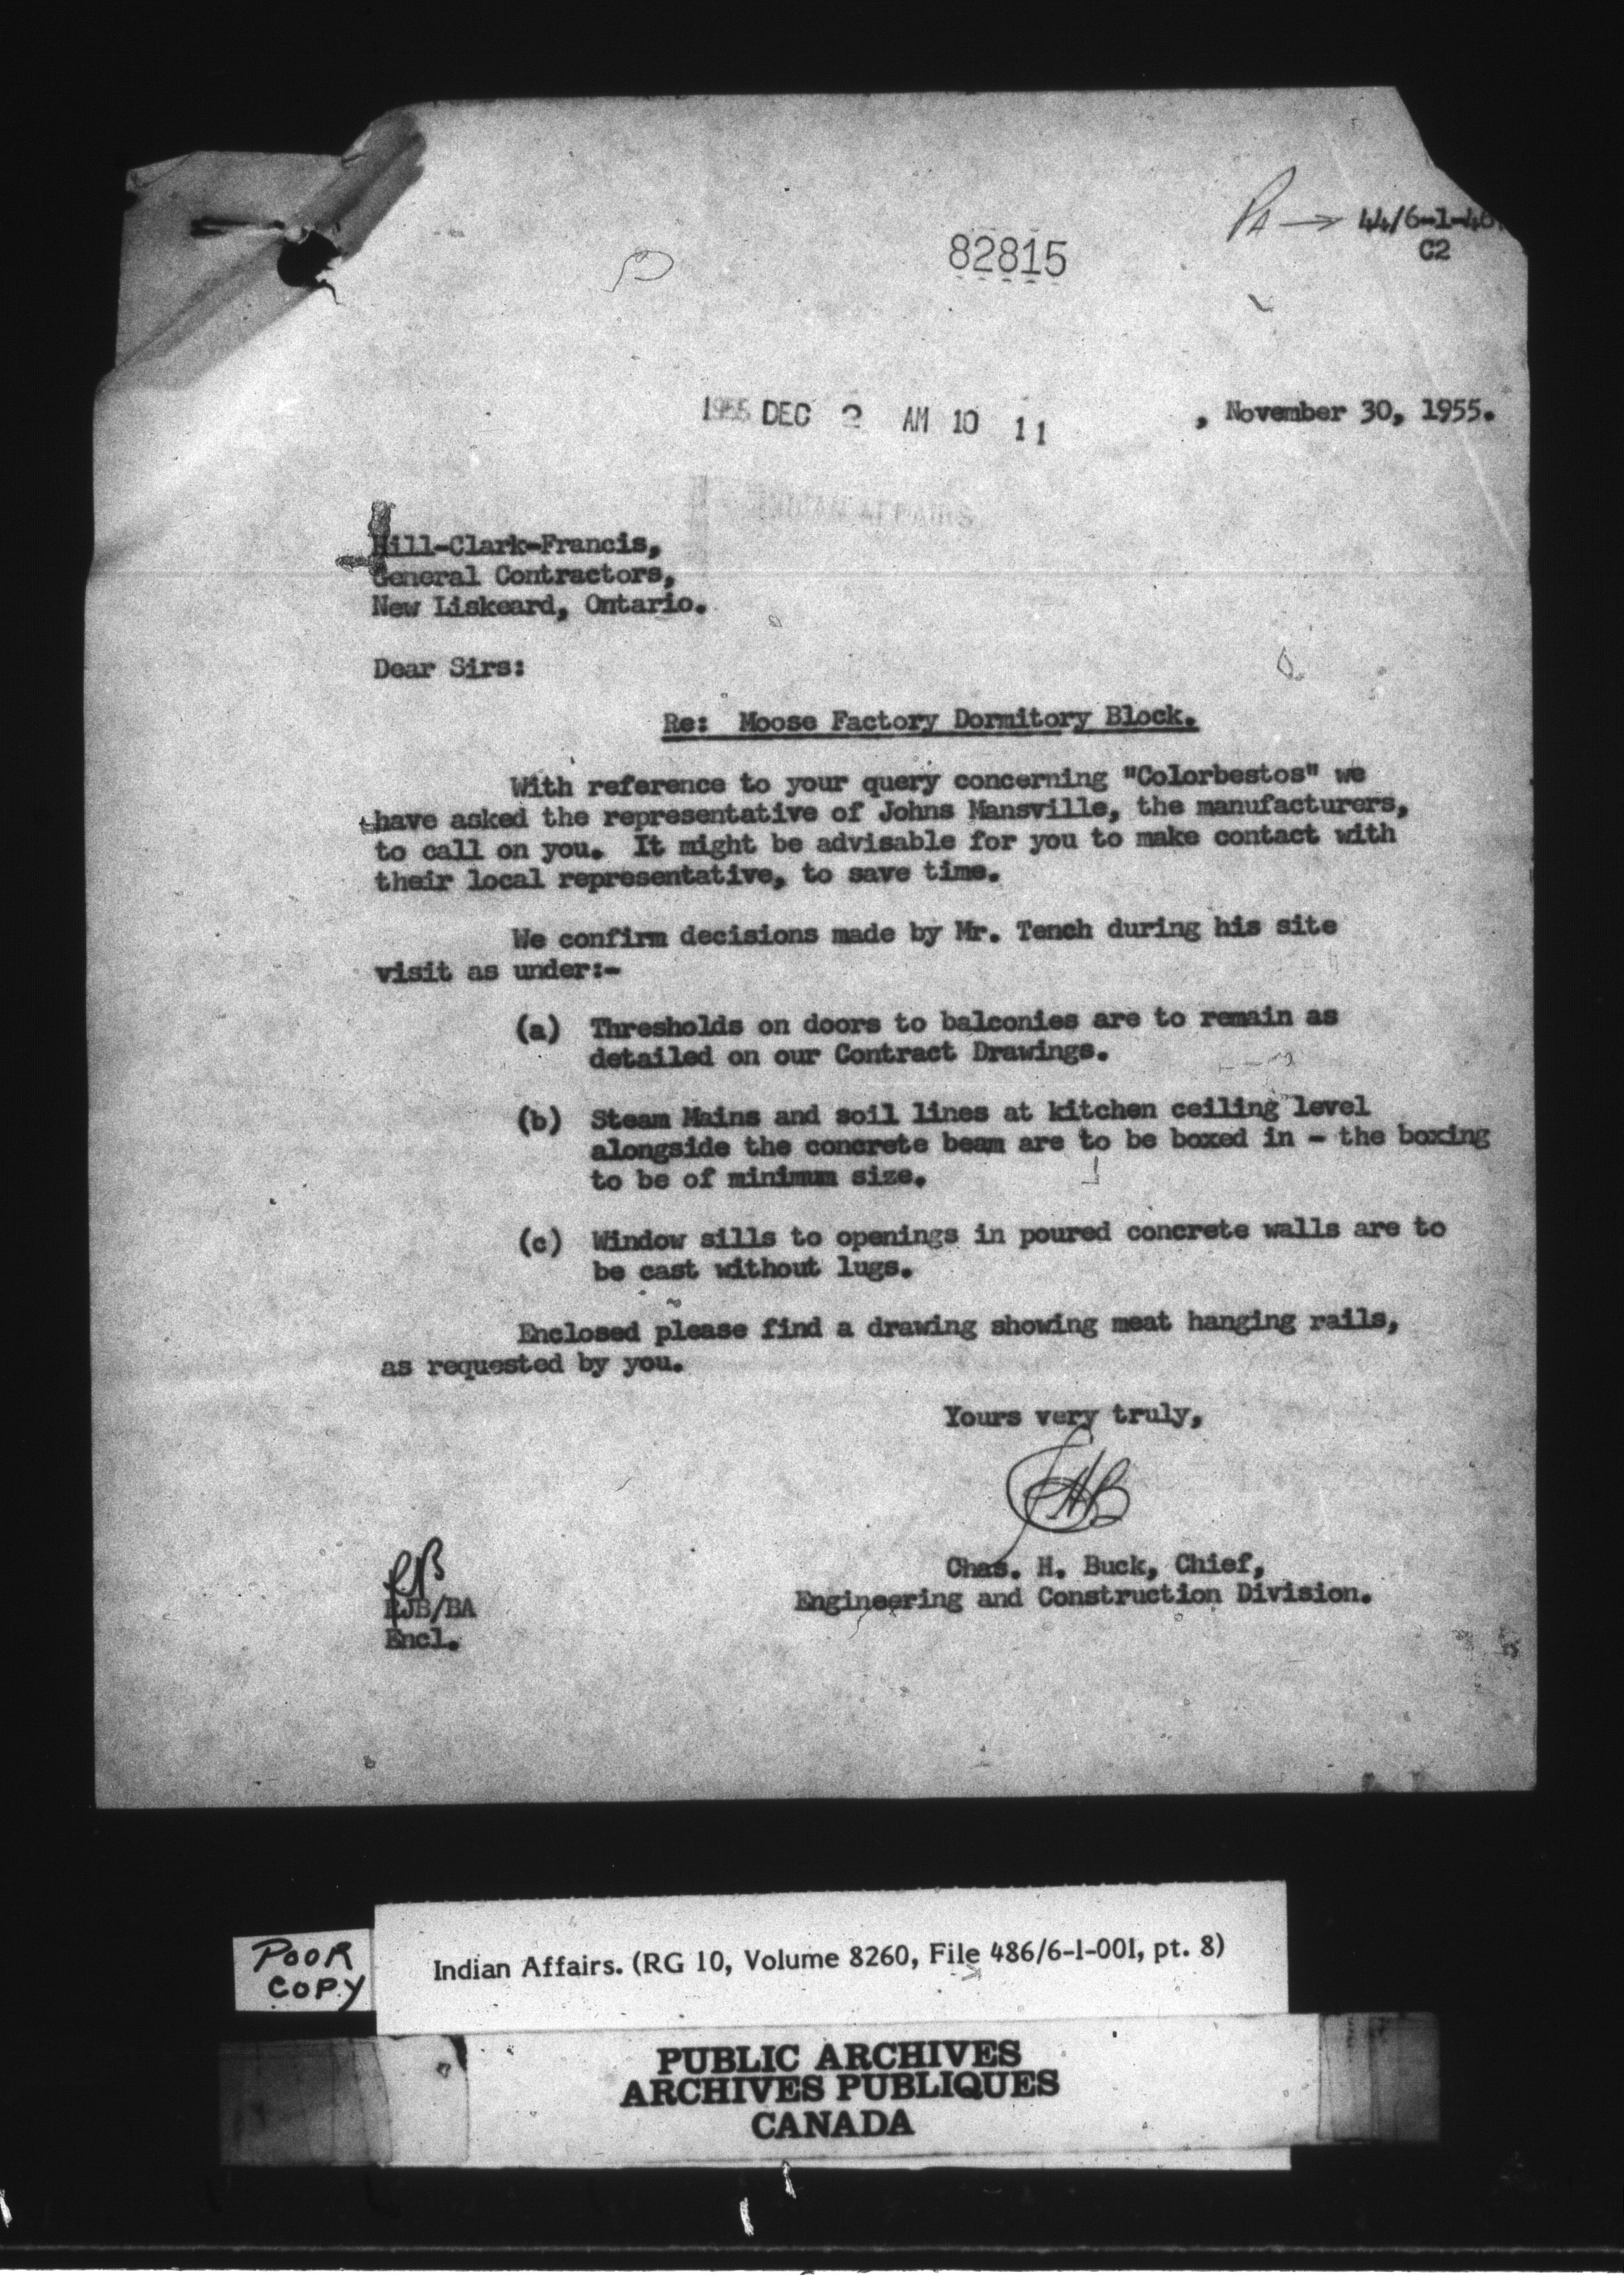 PA → 44/6-1-40
C2
82815
1955 DEC 2 AM 10 11
, November 30, 1955.
INDIAN AFFAIRS
Hill-Clark-Francis,
General Contractors,
New Liskeard, Ontario.
Dear Sirs:
Re: Moose Factory Dormitory Block.
With reference to your query concerning "Colorbestos" we
have asked the representative of Johns Mansville, the manufacturers,
to call on you. It might be advisable for you to make contact with
their local representative, to save time.
We confirm decisions made by Mr. Tench during his site
visit as under:-
(a) Thresholds on doors to balconies are to remain as
detailed on our Contract Drawings.
(b) Steam Mains and soil lines at kitchen ceiling level
alongside the concrete beam are to be boxed in - the boxing
to be of minimum size.
(c) Window sills to openings in poured concrete walls are to
be cast without lugs.
Enclosed please find a drawing showing meat hanging rails,
as requested by you.
Yours very truly,
CHB
Chas. H. Buck, Chief,
Engineering and Construction Division.
EJB/BA
Encl.
POOR
COPY
Indian Affairs. (RG 10, Volume 8260, File 486/6-1-001, pt. 8)
PUBLIC ARCHIVES
ARCHIVES PUBLIQUES
CANADA